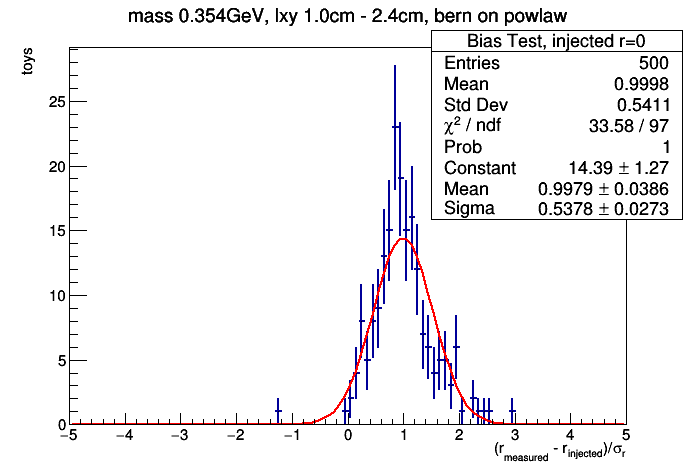 mass 0.354GeV, lxy 1.0cm - 2.4cm, bern on powlaw
Bias Test, injected r=0
Entries 500
Mean 0.9998
Std Dev 0.5411
χ² / ndf 33.58 / 97
Prob 1
Constant 14.39 ± 1.27
Mean 0.9979 ± 0.0386
Sigma 0.5378 ± 0.0273
toys
25
20
15
10
5
0
−5 −4 −3 −2 −1 0 1 2 3 4 5
(r_measured - r_injected)/σ_r